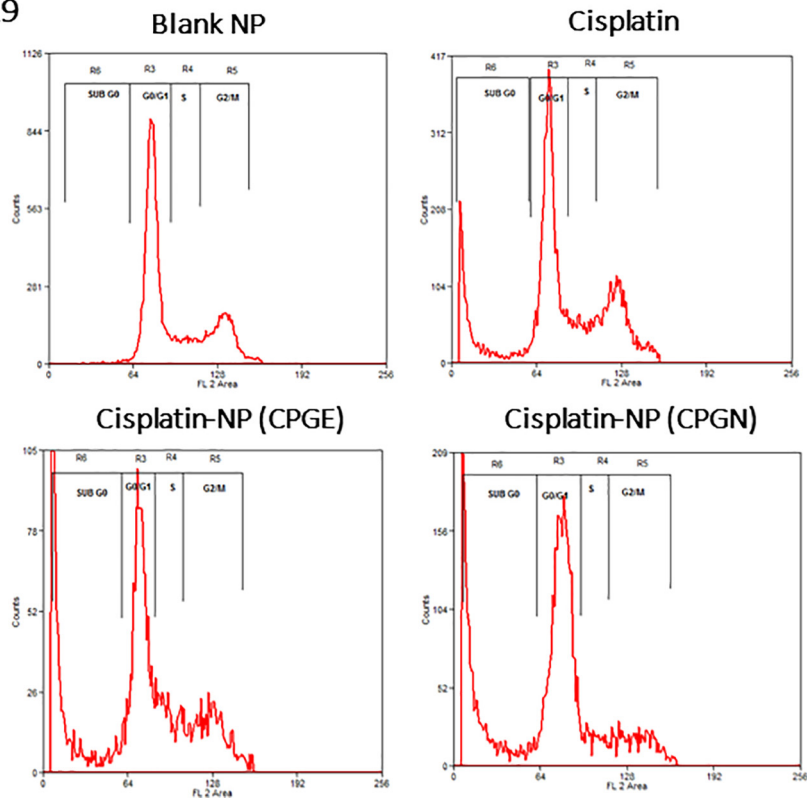 9
Blank NP
1126
844
563
281
0
Counts
R6 R3 R4 R5
SUB G0 G0/G1 S G2/M
0 64 128 192 256
FL 2 Area
Cisplatin
417
312
208
104
0
Counts
R6 R3 R4 R5
SUB G0 G0/G1 S G2/M
0 64 128 192 256
FL 2 Area
Cisplatin-NP (CPGE)
105
78
52
26
0
Counts
R6 R3 R4 R5
SUB G0 G0/G1 S G2/M
0 64 128 192 256
FL 2 Area
Cisplatin-NP (CPGN)
209
156
104
52
0
Counts
R6 R3 R4 R5
SUB G0 G0/G1 S G2/M
0 64 128 192 256
FL 2 Area